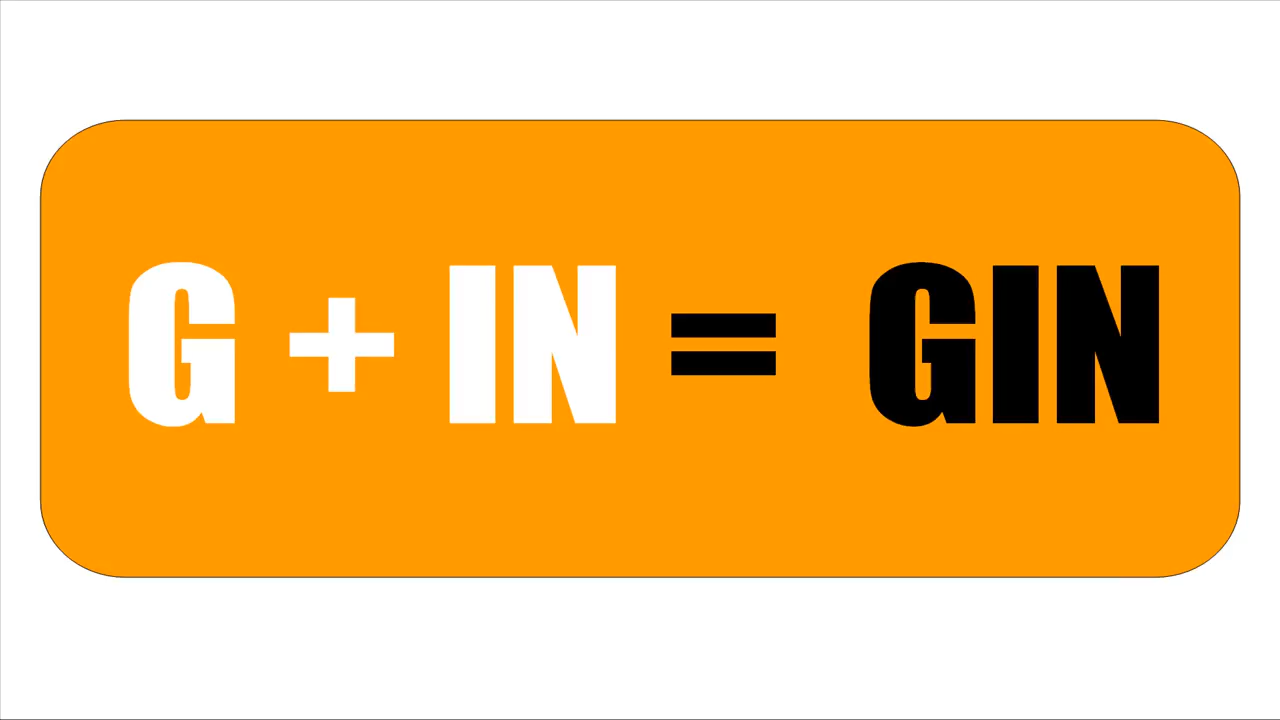 G + IN = GIN